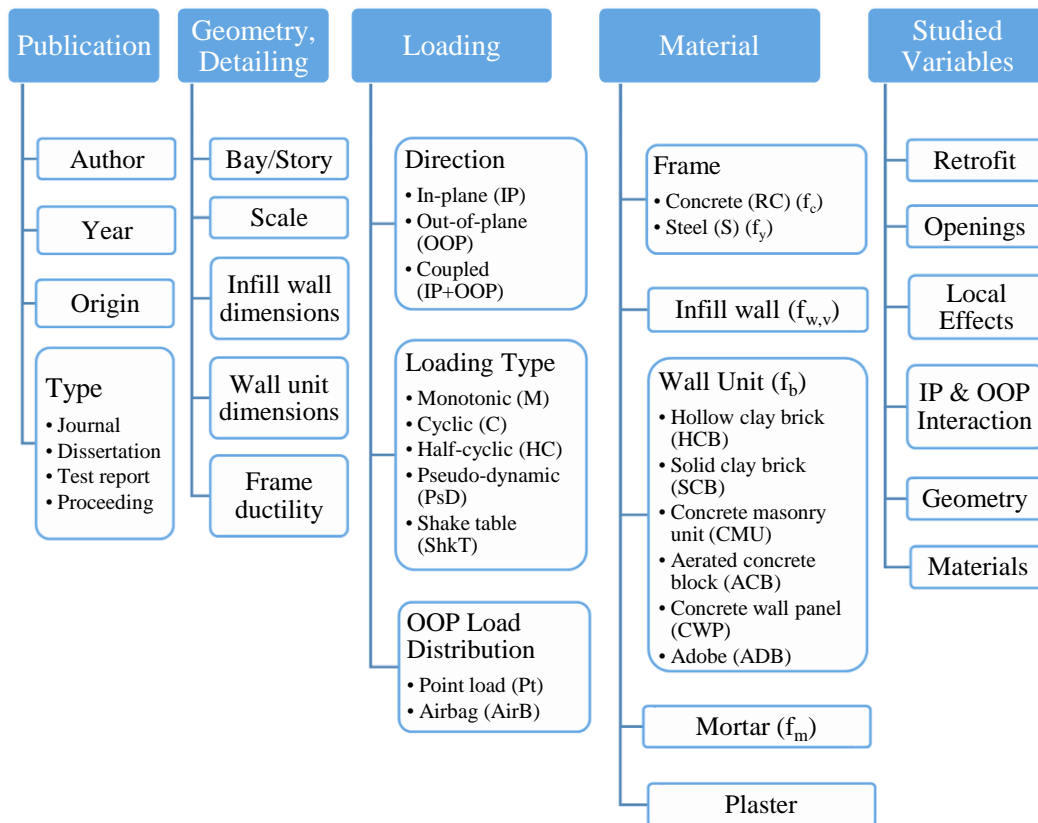 Publication
Author
Year
Origin
Type
• Journal
• Dissertation
• Test report
• Proceeding
Geometry,
Detailing
Bay/Story
Scale
Infill wall
dimensions
Wall unit
dimensions
Frame
ductility
Loading
Direction
• In-plane (IP)
• Out-of-plane
(OOP)
• Coupled
(IP+OOP)
Loading Type
• Monotonic (M)
• Cyclic (C)
• Half-cyclic (HC)
• Pseudo-dynamic
(PsD)
• Shake table
(ShkT)
OOP Load
Distribution
• Point load (Pt)
• Airbag (AirB)
Material
Frame
• Concrete (RC) (fc)
• Steel (S) (fy)
Infill wall (fw,v)
Wall Unit (fb)
• Hollow clay brick
(HCB)
• Solid clay brick
(SCB)
• Concrete masonry
unit (CMU)
• Aerated concrete
block (ACB)
• Concrete wall panel
(CWP)
• Adobe (ADB)
Mortar (fm)
Plaster
Studied
Variables
Retrofit
Openings
Local
Effects
IP & OOP
Interaction
Geometry
Materials